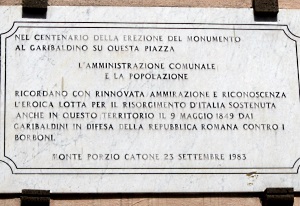 NEL CENTENARIO DELLA EREZIONE DEL MONUMENTO
AL GARIBALDINO SU QUESTA PIAZZA
L'AMMINISTRAZIONE COMUNALE
E LA POPOLAZIONE
RICORDANO CON RINNOVATA AMMIRAZIONE E RICONOSCENZA
L'EROICA LOTTA PER IL RISORGIMENTO D'ITALIA SOSTENUTA
ANCHE IN QUESTO TERRITORIO IL 9 MAGGIO 1849 DAI
GARIBALDINI IN DIFESA DELLA REPUBBLICA ROMANA CONTRO I
BORBONI.
MONTE PORZIO CATONE 23 SETTEMBRE 1983